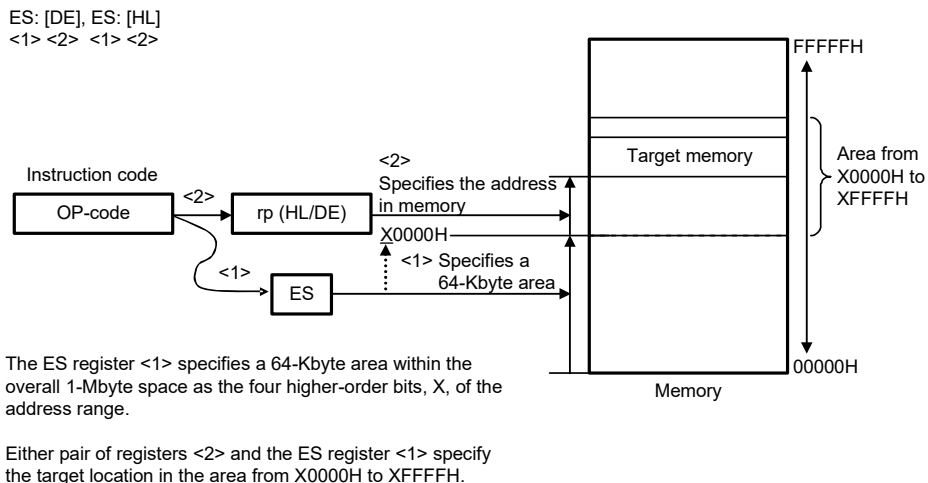 ES: [DE], ES: [HL]
<1> <2> <1> <2>
FFFFFH
Target memory
Area from
X0000H to
XFFFFH
Instruction code
OP-code
<2>
rp (HL/DE)
<2>
Specifies the address
in memory
X0000H
<1>
ES
<1> Specifies a
64-Kbyte area
00000H
Memory
The ES register <1> specifies a 64-Kbyte area within the
overall 1-Mbyte space as the four higher-order bits, X, of the
address range.
Either pair of registers <2> and the ES register <1> specify
the target location in the area from X0000H to XFFFFH.